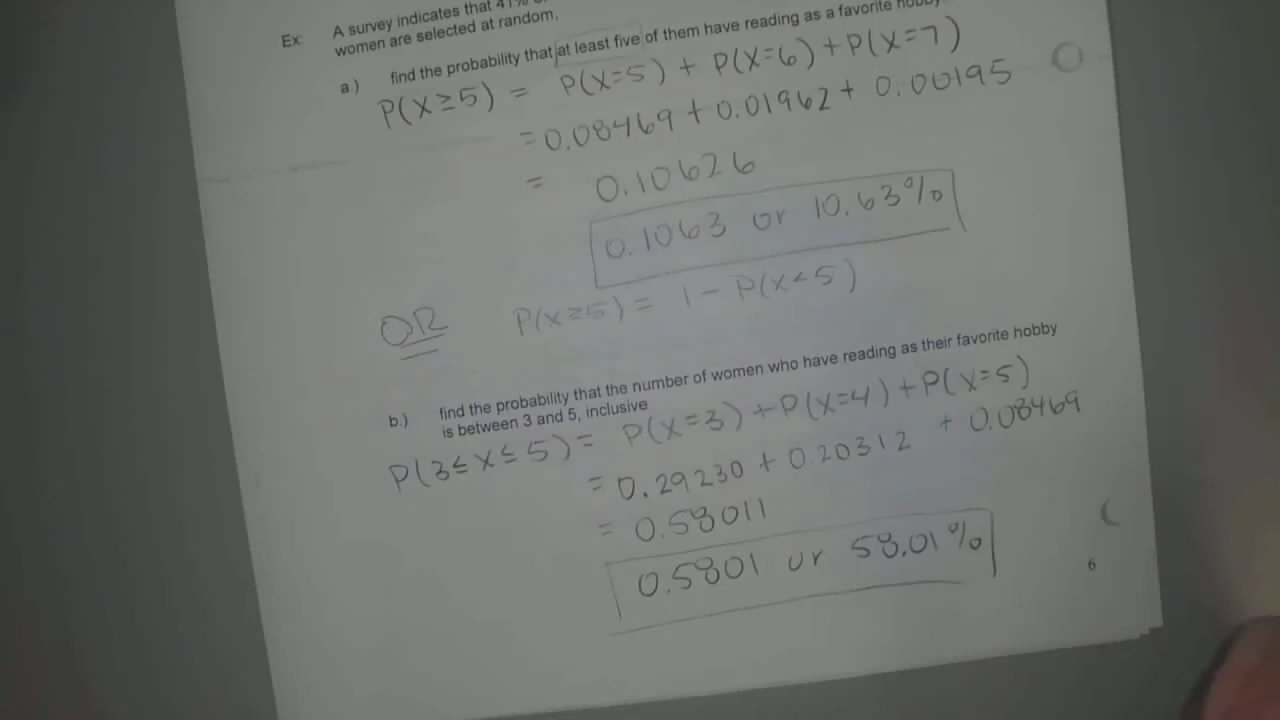 Ex: A survey indicates that 41%
women are selected at random.
a.) find the probability that at least five of them have reading as a favorite hobby
P(X≥5) = P(X=5) + P(X=6) + P(X=7)
= 0.08469 + 0.01962 + 0.00195
= 0.10626
0.1063 or 10.63%
OR P(X≥5) = 1 - P(X<5)
b.) find the probability that the number of women who have reading as their favorite hobby
is between 3 and 5, inclusive
P(3≤X≤5) = P(X=3) + P(X=4) + P(X=5)
= 0.29230 + 0.20312 + 0.08469
= 0.58011
0.5801 or 58.01%
6